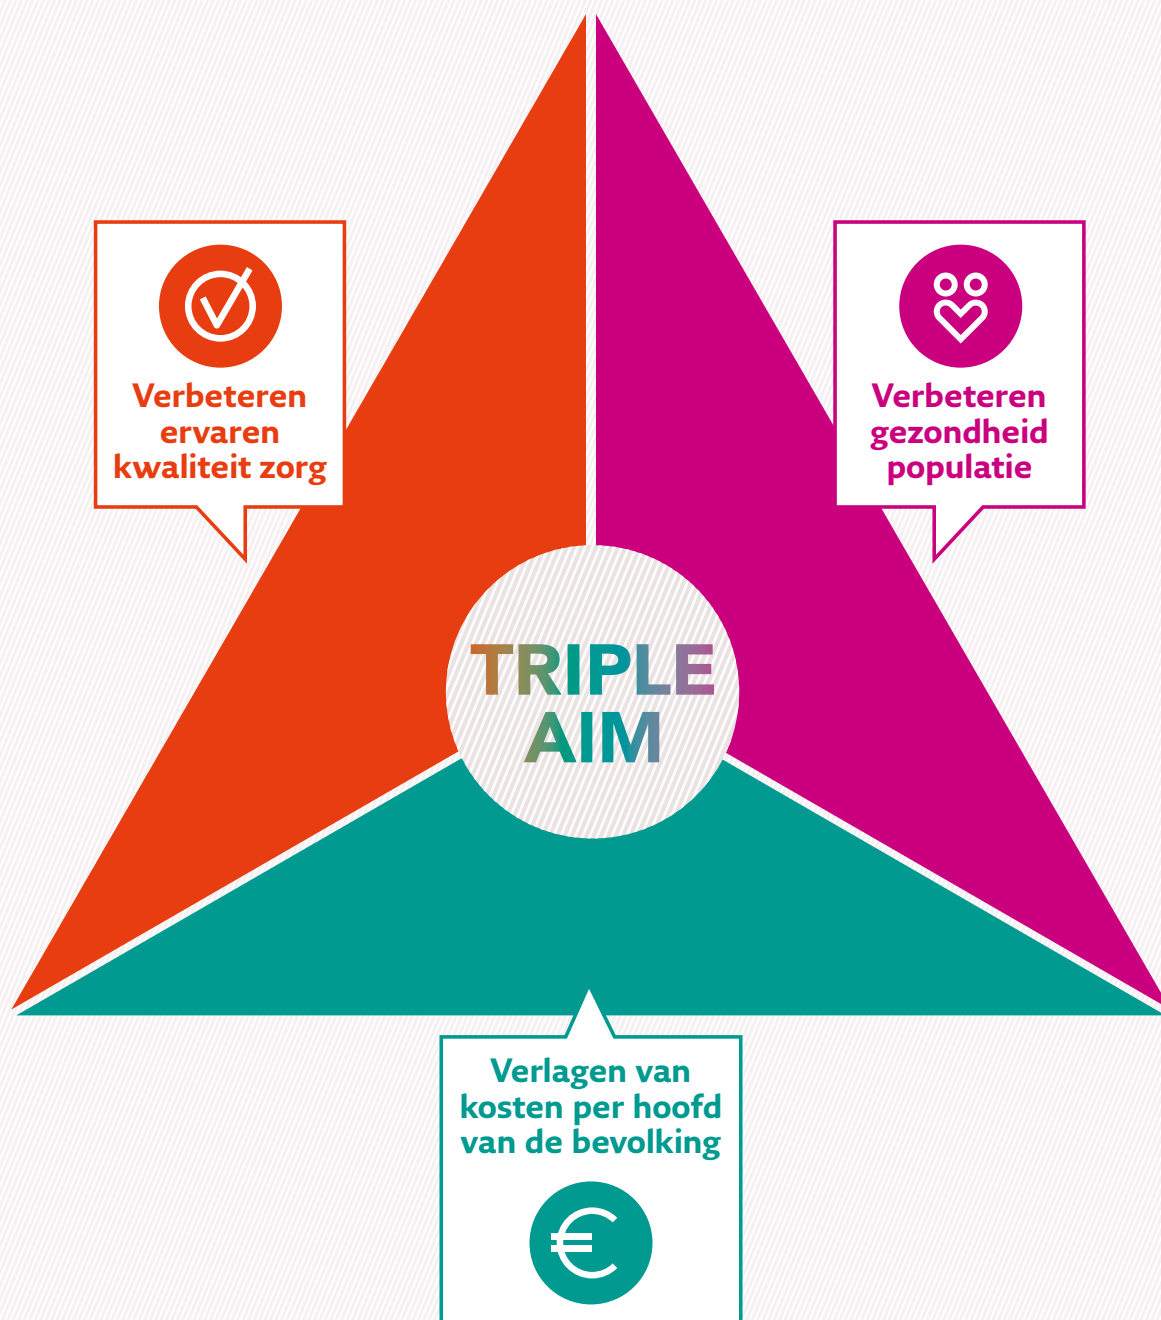 Verbeteren
ervaren
kwaliteit zorg
Verbeteren
gezondheid
populatie
TRIPLE
AIM
Verlagen van
kosten per hoofd
van de bevolking
€